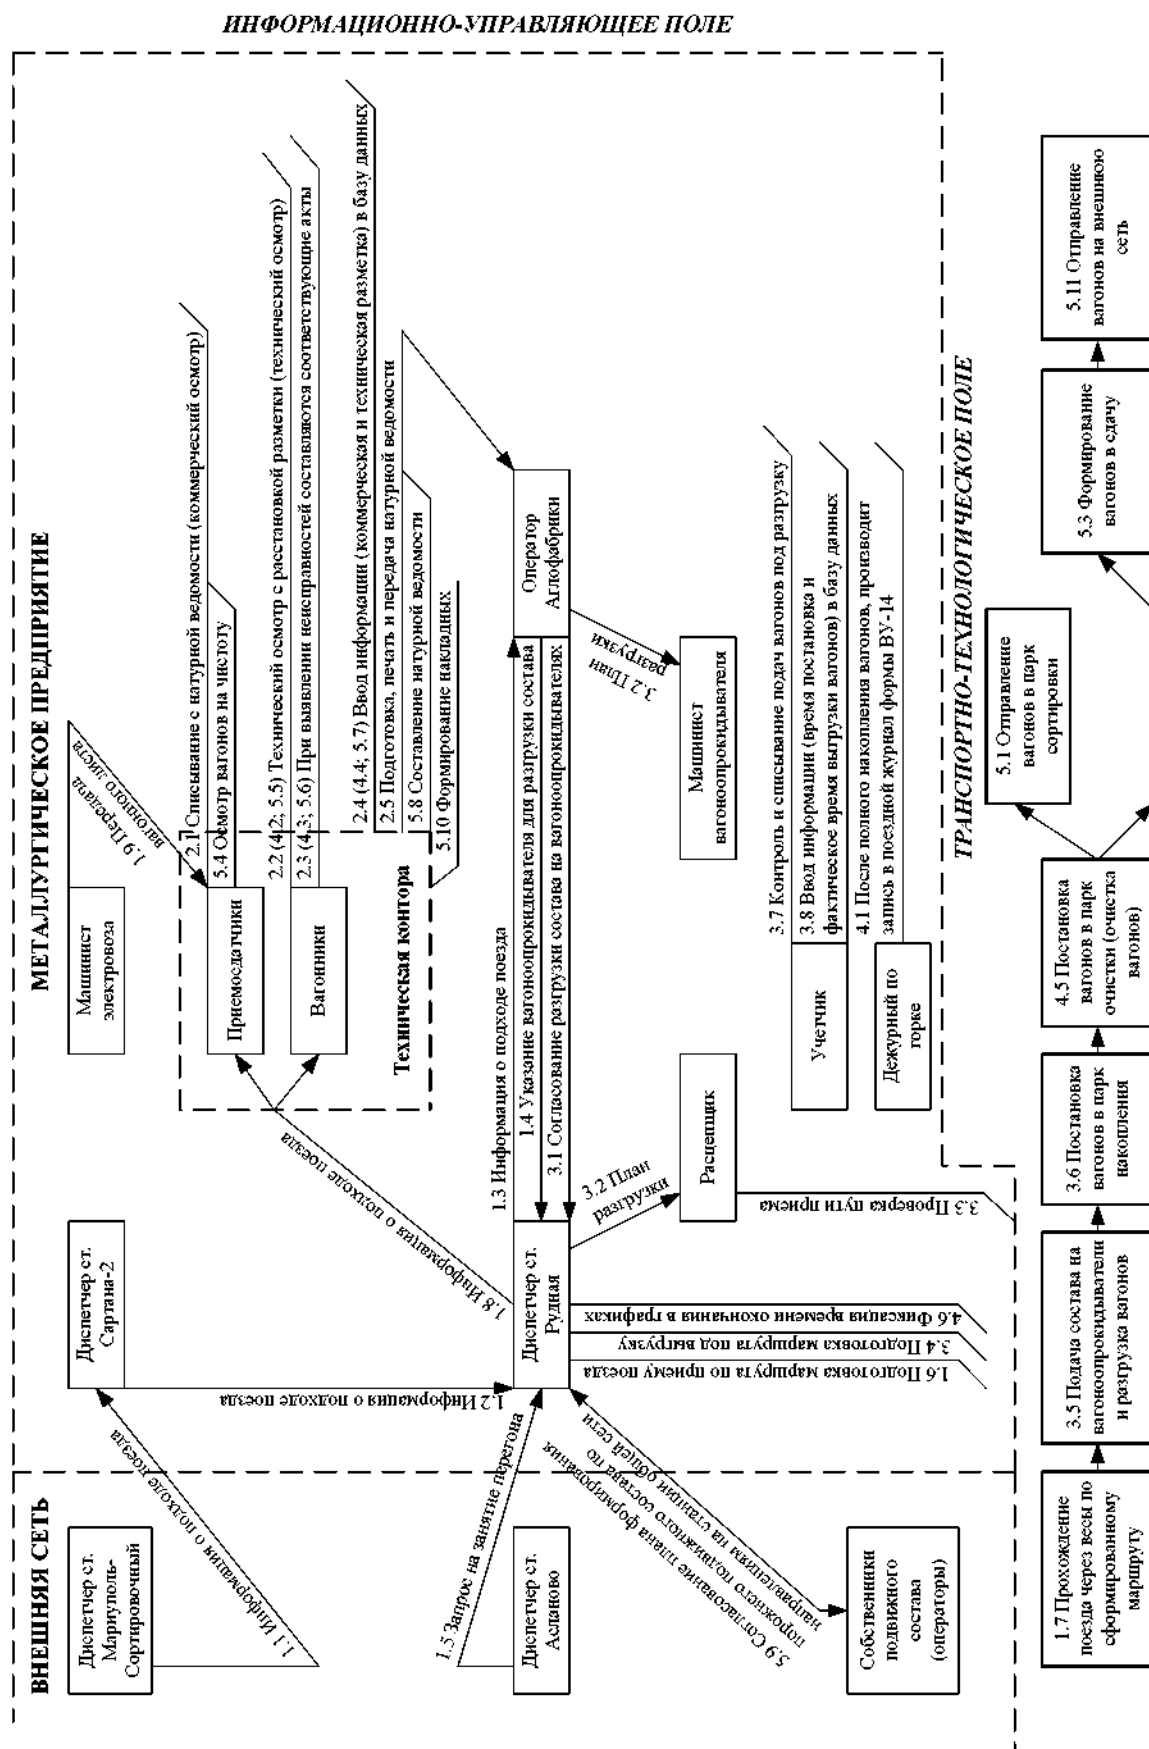 ИНФОРМАЦИОННО-УПРАВЛЯЮЩЕЕ ПОЛЕ
ВНЕШНЯЯ СЕТЬ
МЕТАЛЛУРГИЧЕСКОЕ ПРЕДПРИЯТИЕ
Диспетчер ст.
Мариуполь-
Сортировочный
1.1 Информация о подходе поезда
Диспетчер ст.
Сартана-2
1.2 Информация о подходе поезда
Машинист
электровоза
1.9 Передача
вагонного листа
Приемосдатчики
Вагонники
Техническая контора
2.1 Списывание с натурной ведомости (коммерческий осмотр)
5.4 Осмотр вагонов на чистоту
2.2 (4.2; 5.5) Технический осмотр с расстановкой разметки (технический осмотр)
2.3 (4.3; 5.6) При выявлении неисправностей составляются соответствующие акты
2.4 (4.4; 5.7) Ввод информации (коммерческая и техническая разметка) в базу данных
2.5 Подготовка, печать и передача натурной ведомости
5.8 Составление натурной ведомости
5.10 Формирование накладных
1.8 Информация о подходе поезда
Диспетчер ст.
Асланово
1.5 Запрос на занятие перегона
Диспетчер ст.
Рудная
1.3 Информация о подходе поезда
1.4 Указание вагоноопрокидывателя для разгрузки состава
3.1 Согласование разгрузки состава на вагоноопрокидывателях
Оператор
Аглофабрики
3.2 План
разгрузки
Расцепщик
3.2 План
разгрузки
Машинист
вагоноопрокидывателя
3.3 Проверка пути приема
4.6 Фиксация времени окончания в графиках
3.4 Подготовка маршрута под выгрузку
1.6 Подготовка маршрута по приему поезда
5.9 Согласование плана формирования
порожнего подвижного состава по
направлениям на станции общей сети
Собственники
подвижного
состава
(операторы)
Учетчик
3.7 Контроль и списывание подач вагонов под разгрузку
3.8 Ввод информации (время постановка и
фактическое время выгрузки вагонов) в базу данных
Дежурный по
горке
4.1 После полного накопления вагонов, производит
запись в поездной журнал формы ВУ-14
ТРАНСПОРТНО-ТЕХНОЛОГИЧЕСКОЕ ПОЛЕ
1.7 Прохождение
поезда через весы по
сформированному
маршруту
3.5 Подача состава на
вагоноопрокидыватели
и разгрузка вагонов
3.6 Постановка
вагонов в парк
накопления
4.5 Постановка
вагонов в парк
очистки (очистка
вагонов)
5.1 Отправление
вагонов в парк
сортировки
5.3 Формирование
вагонов в сдачу
5.11 Отправление
вагонов на внешнюю
сеть